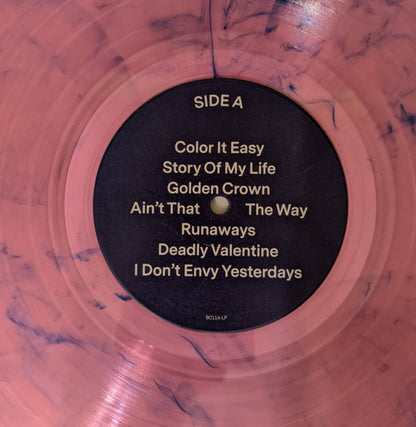 SIDE A
Color It Easy
Story Of My Life
Golden Crown
Ain't That The Way
Runaways
Deadly Valentine
I Don't Envy Yesterdays
80114-LP